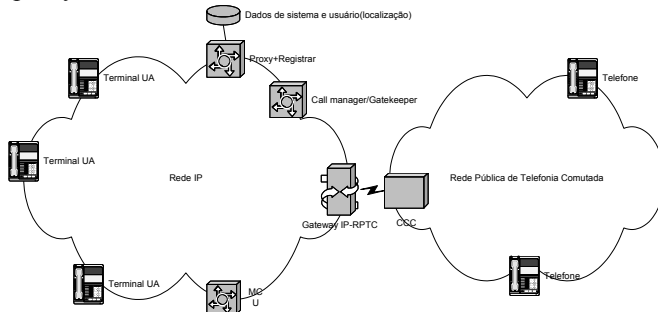 Dados de sistema e usuário(localização)
Proxy+Registrar
Terminal UA
Telefone
Call manager/Gatekeeper
Terminal UA
Rede IP
Rede Pública de Telefonia Comutada
Gateway IP-RPTC
CCC
Terminal UA
MC
U
Telefone